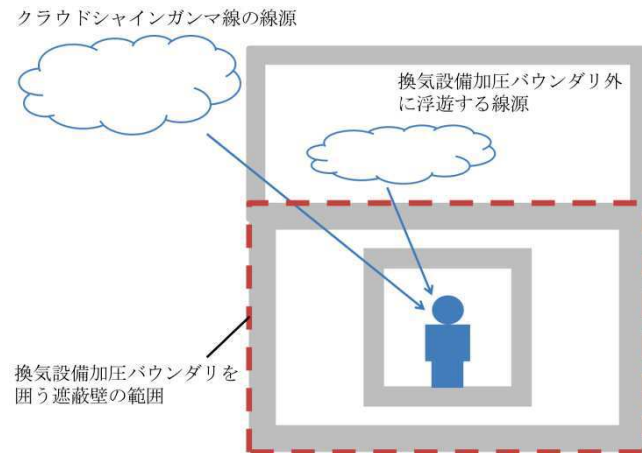 クラウドシャインガンマ線の線源
換気設備加圧バウンダリ外
に浮遊する線源
換気設備加圧バウンダリを
囲う遮蔽壁の範囲